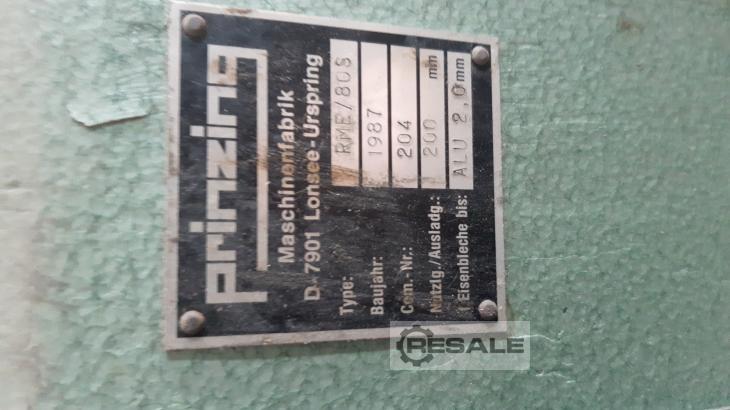 prinzing
Maschinenfabrik
D-7901 Lonsee-Urspring
Type: RME/80S
Baujahr: 1987
Com.-Nr.: 204
Nutzlg./Ausladg.: 200 mm
f. Eisenbleche bis: ALU 2,0 mm
RESALE